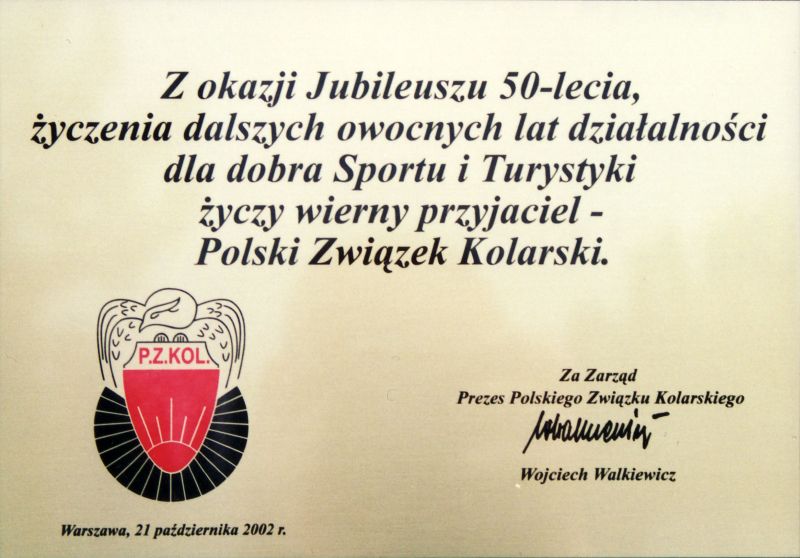 Z okazji Jubileuszu 50-lecia,
życzenia dalszych owocnych lat działalności
dla dobra Sportu i Turystyki
życzy wierny przyjaciel -
Polski Związek Kolarski.
P.Z.KOL.
Za Zarząd
Prezes Polskiego Związku Kolarskiego
Wojciech Walkiewicz
Warszawa, 21 października 2002 r.